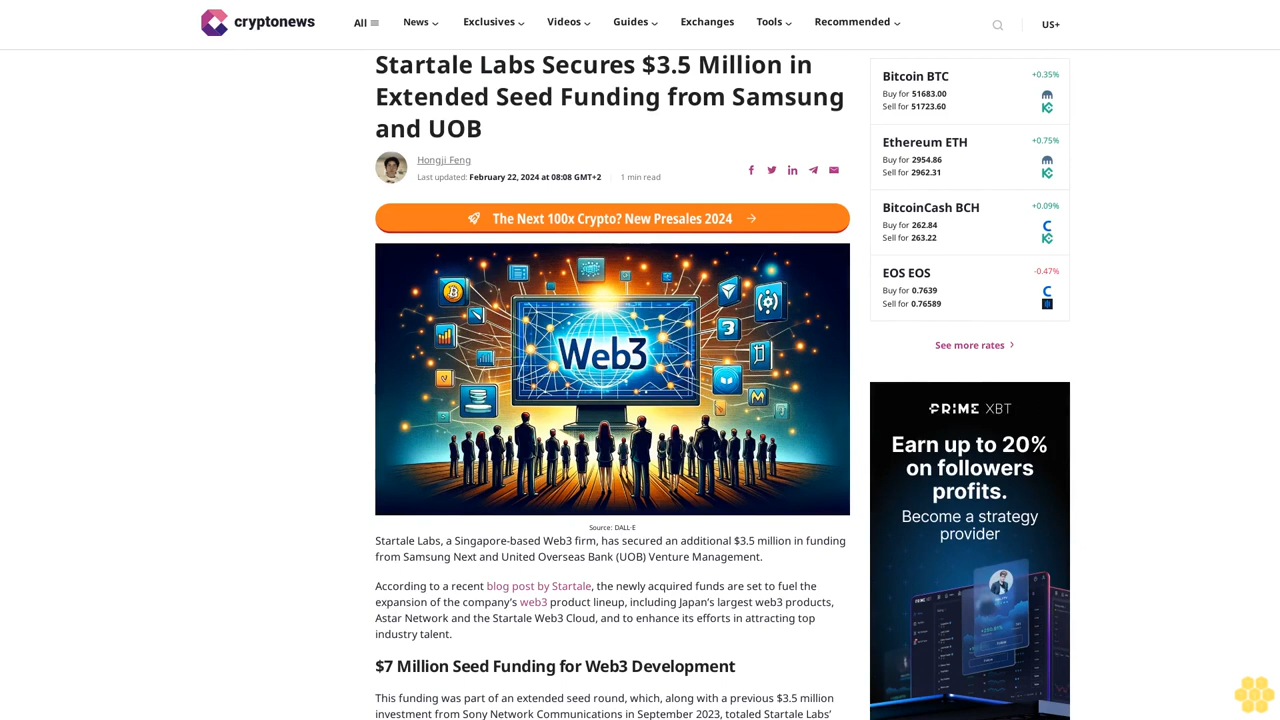 cryptonews
All
News
Exclusives
Videos
Guides
Exchanges
Tools
Recommended
US+
Startale Labs Secures $3.5 Million in
Extended Seed Funding from Samsung
and UOB
Hongji Feng
Last updated: February 22, 2024 at 08:08 GMT+2
1 min read
The Next 100x Crypto? New Presales 2024
Web3
3
Source: DALL·E
Startale Labs, a Singapore-based Web3 firm, has secured an additional $3.5 million in funding
from Samsung Next and United Overseas Bank (UOB) Venture Management.
According to a recent blog post by Startale, the newly acquired funds are set to fuel the
expansion of the company's web3 product lineup, including Japan's largest web3 products,
Astar Network and the Startale Web3 Cloud, and to enhance its efforts in attracting top
industry talent.
$7 Million Seed Funding for Web3 Development
This funding was part of an extended seed round, which, along with a previous $3.5 million
investment from Sony Network Communications in September 2023, totaled Startale Labs'
Bitcoin BTC
+0.35%
Buy for 51683.00
Sell for 51723.60
Ethereum ETH
+0.75%
Buy for 2954.86
Sell for 2962.31
BitcoinCash BCH
+0.09%
Buy for 262.84
Sell for 263.22
EOS EOS
-0.47%
Buy for 0.7639
Sell for 0.76589
See more rates
PRIME XBT
Earn up to 20%
on followers
profits.
Become a strategy
provider